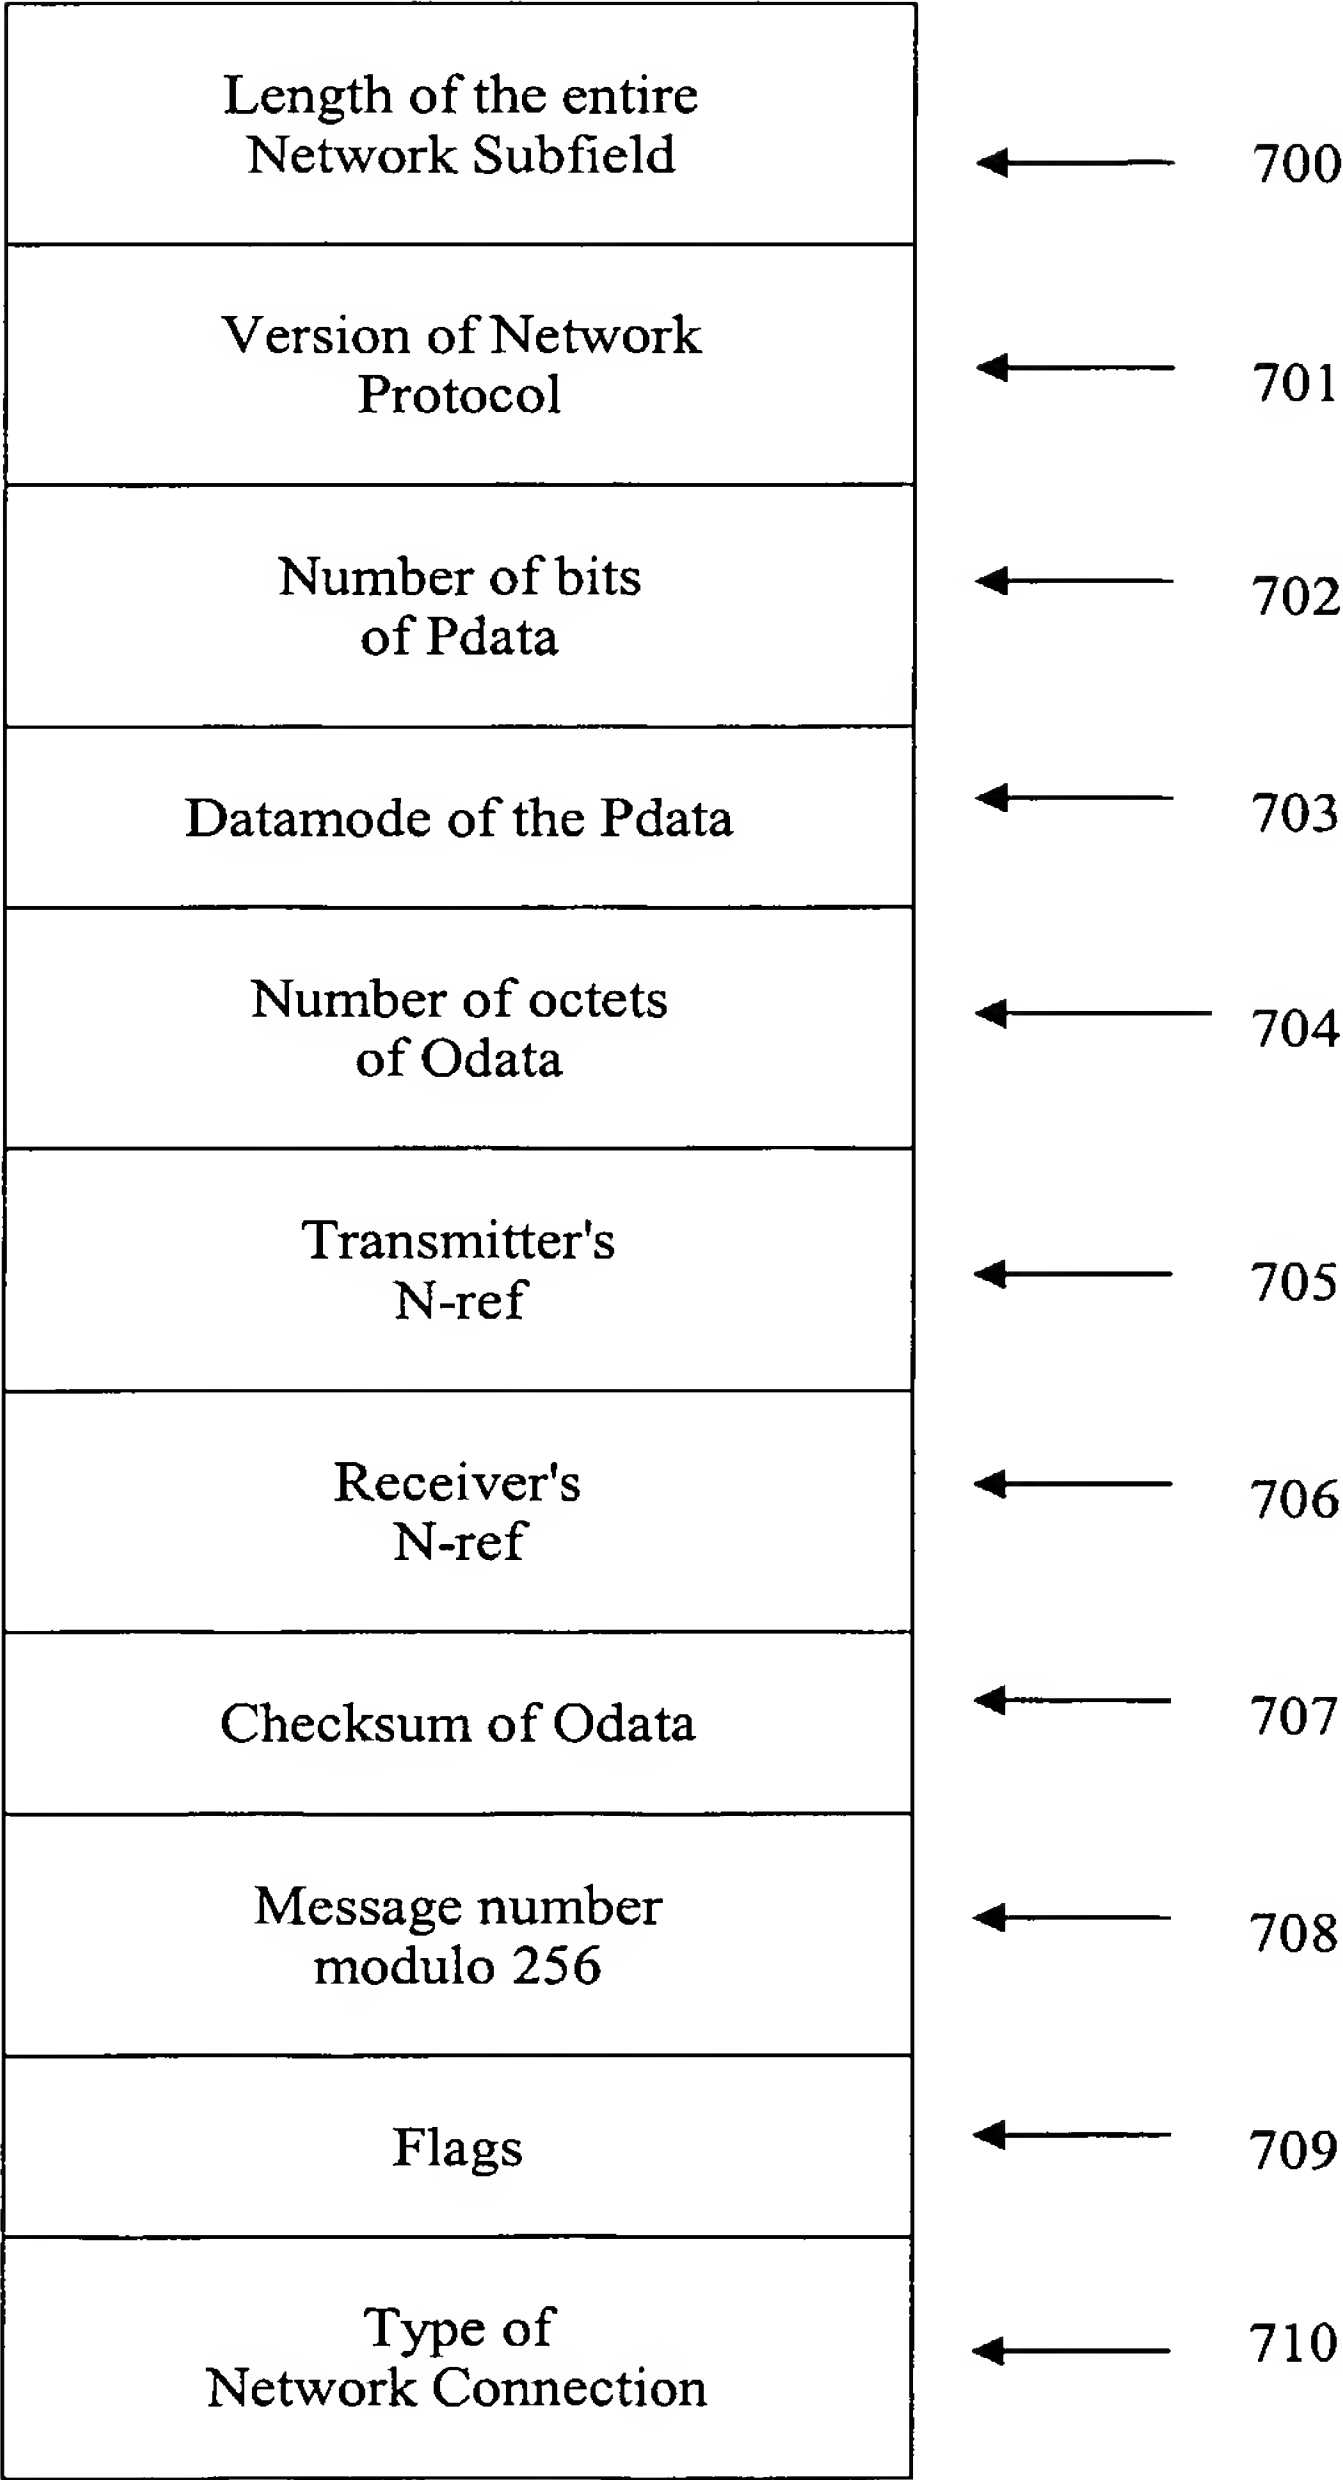 Length of the entire
Network Subfield
700
Version of Network
Protocol
701
Number of bits
of Pdata
702
Datamode of the Pdata
703
Number of octets
of Odata
704
Transmitter's
N-ref
705
Receiver's
N-ref
706
Checksum of Odata
707
Message number
modulo 256
708
Flags
709
Type of
Network Connection
710